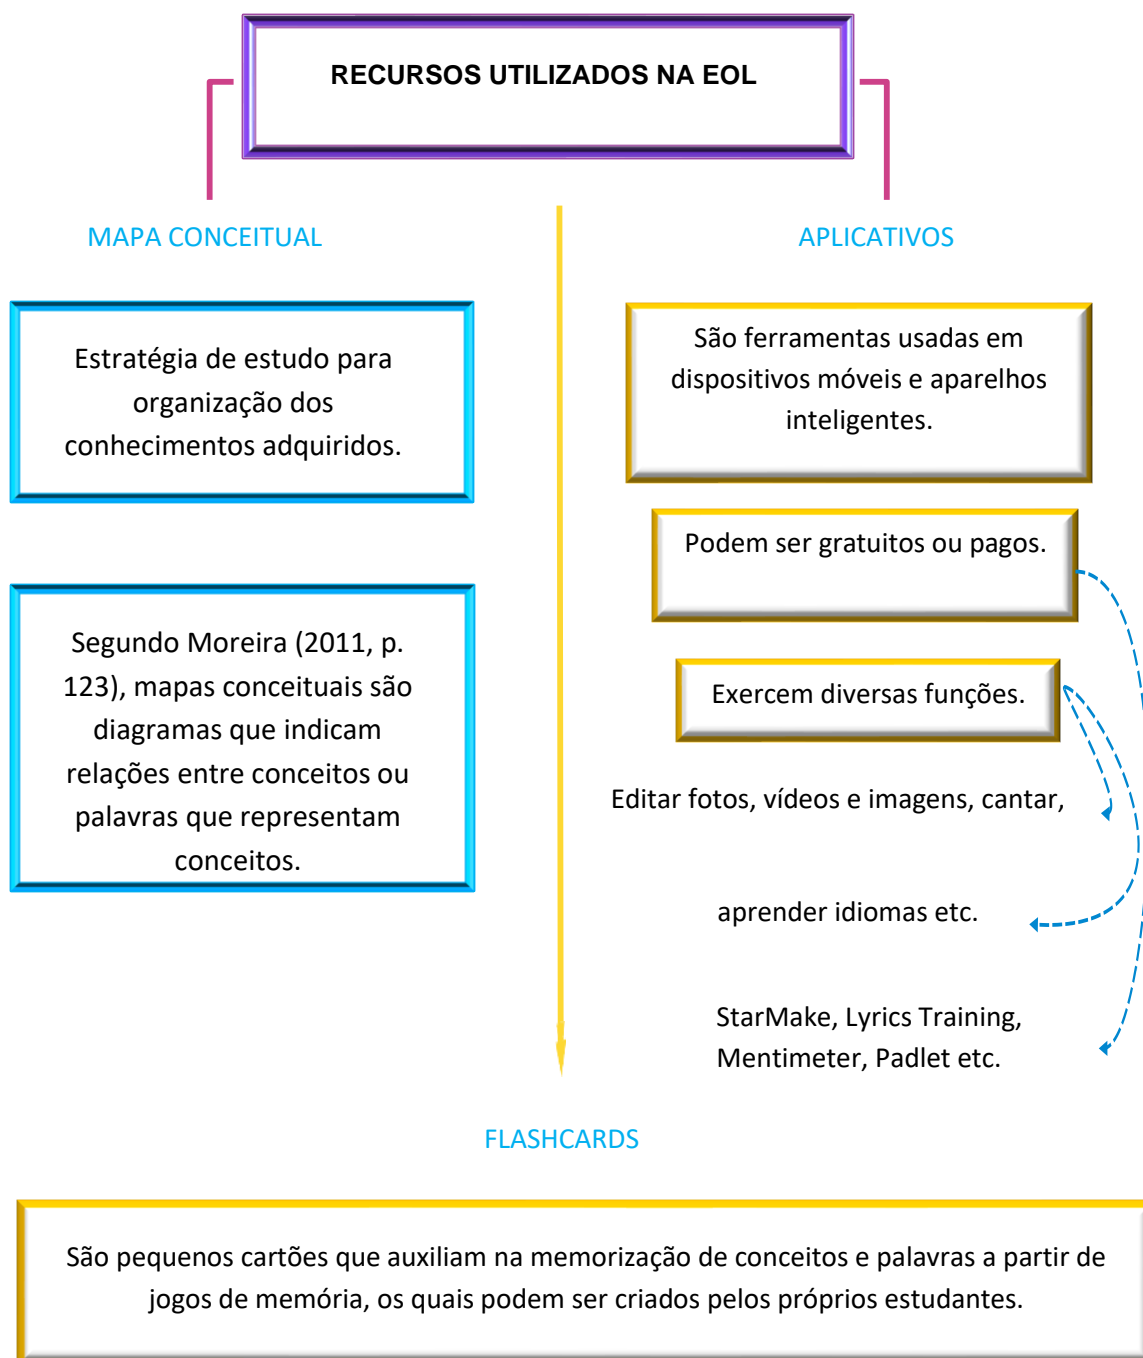 RECURSOS UTILIZADOS NA EOL
MAPA CONCEITUAL
Estratégia de estudo para
organização dos
conhecimentos adquiridos.
Segundo Moreira (2011, p.
123), mapas conceituais são
diagramas que indicam
relações entre conceitos ou
palavras que representam
conceitos.
APLICATIVOS
São ferramentas usadas em
dispositivos móveis e aparelhos
inteligentes.
Podem ser gratuitos ou pagos.
Exercem diversas funções.
Editar fotos, vídeos e imagens, cantar,
aprender idiomas etc.
StarMake, Lyrics Training,
Mentimeter, Padlet etc.
FLASHCARDS
São pequenos cartões que auxiliam na memorização de conceitos e palavras a partir de
jogos de memória, os quais podem ser criados pelos próprios estudantes.